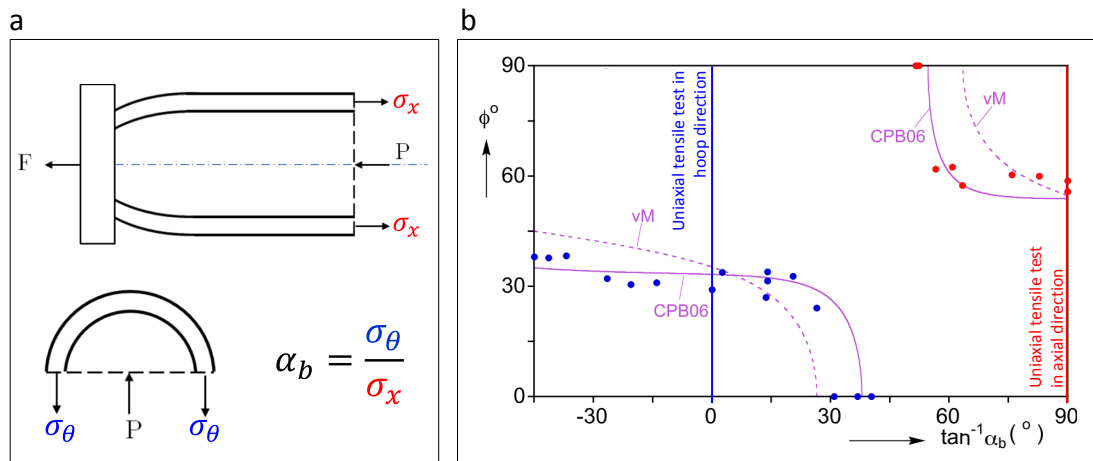 a
σx
F
P
σx
σθ
P
σθ
αb = σθ / σx
b
90
60
30
0
ϕ°
-30
0
30
60
90
tan⁻¹αb(°)
Uniaxial tensile test in
hoop direction
Uniaxial tensile test
in axial direction
vM
CPB06
vM
CPB06